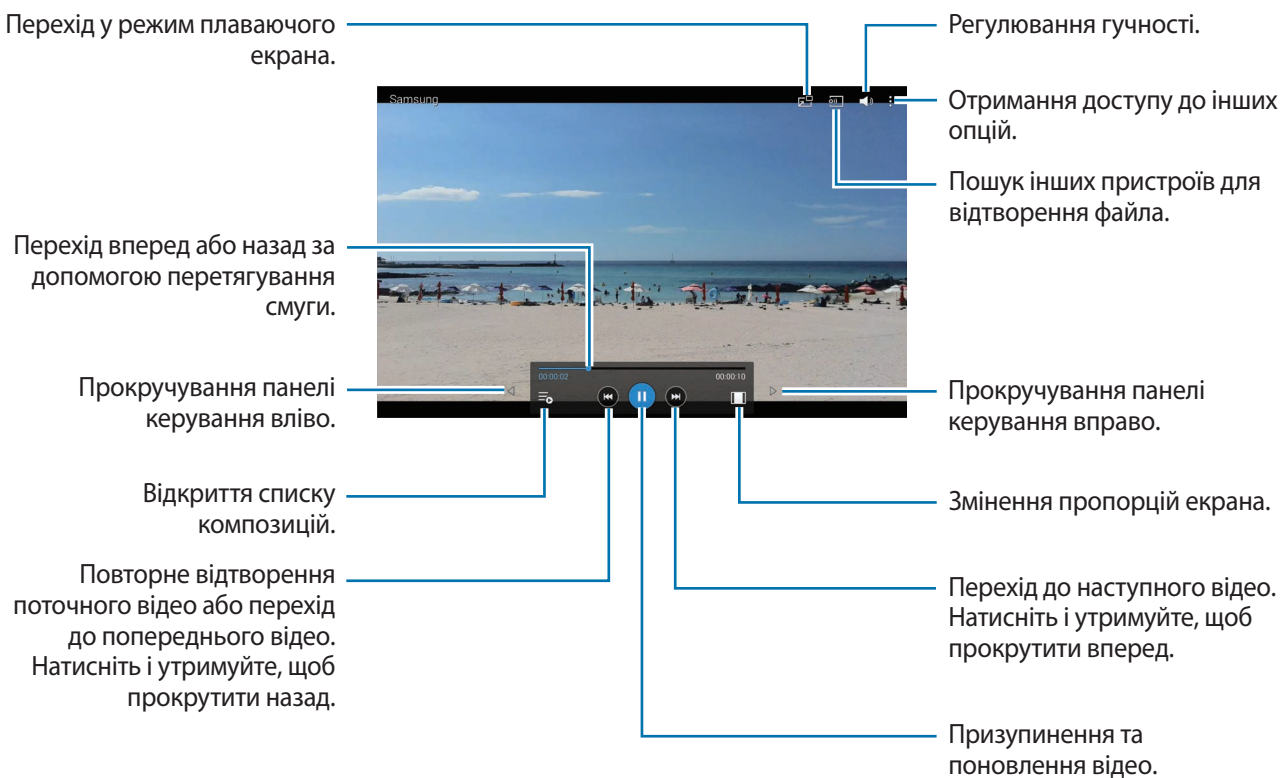 Перехід у режим плаваючого
екрана.
Регулювання гучності.
Samsung
Отримання доступу до інших
опцій.
Пошук інших пристроїв для
відтворення файла.
Перехід вперед або назад за
допомогою перетягування
смуги.
00:00:02
00:00:10
Прокручування панелі
керування вліво.
Прокручування панелі
керування вправо.
Відкриття списку
композицій.
Змінення пропорцій екрана.
Повторне відтворення
поточного відео або перехід
до попереднього відео.
Натисніть і утримуйте, щоб
прокрутити назад.
Перехід до наступного відео.
Натисніть і утримуйте, щоб
прокрутити вперед.
Призупинення та
поновлення відео.